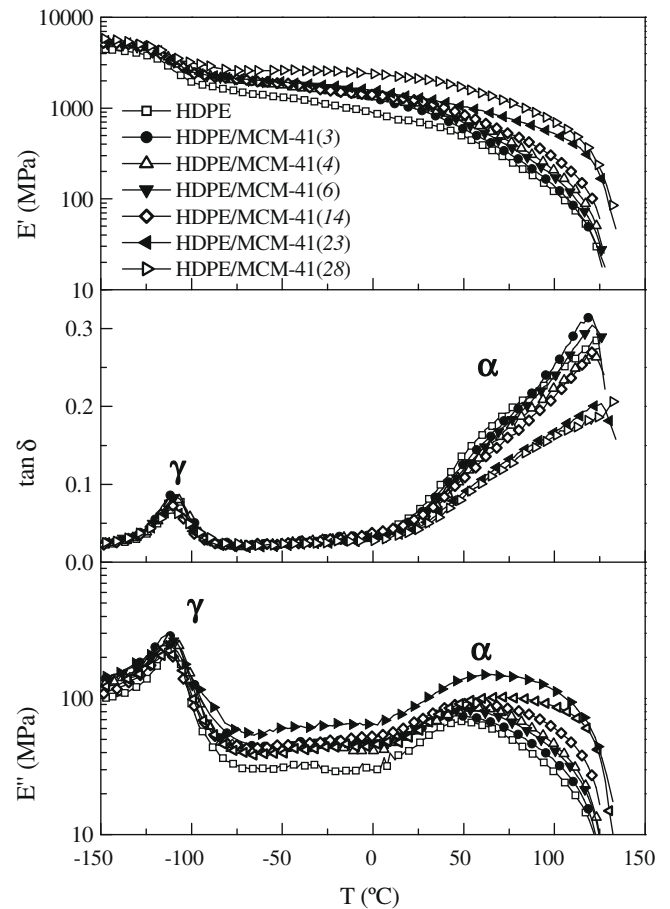 10000
1000
100
10
E' (MPa)
HDPE
HDPE/MCM-41(3)
HDPE/MCM-41(4)
HDPE/MCM-41(6)
HDPE/MCM-41(14)
HDPE/MCM-41(23)
HDPE/MCM-41(28)
0.3
0.2
0.1
0.0
tan δ
γ
α
100
10
E'' (MPa)
γ
α
-150 -100 -50 0 50 100 150
T (ºC)